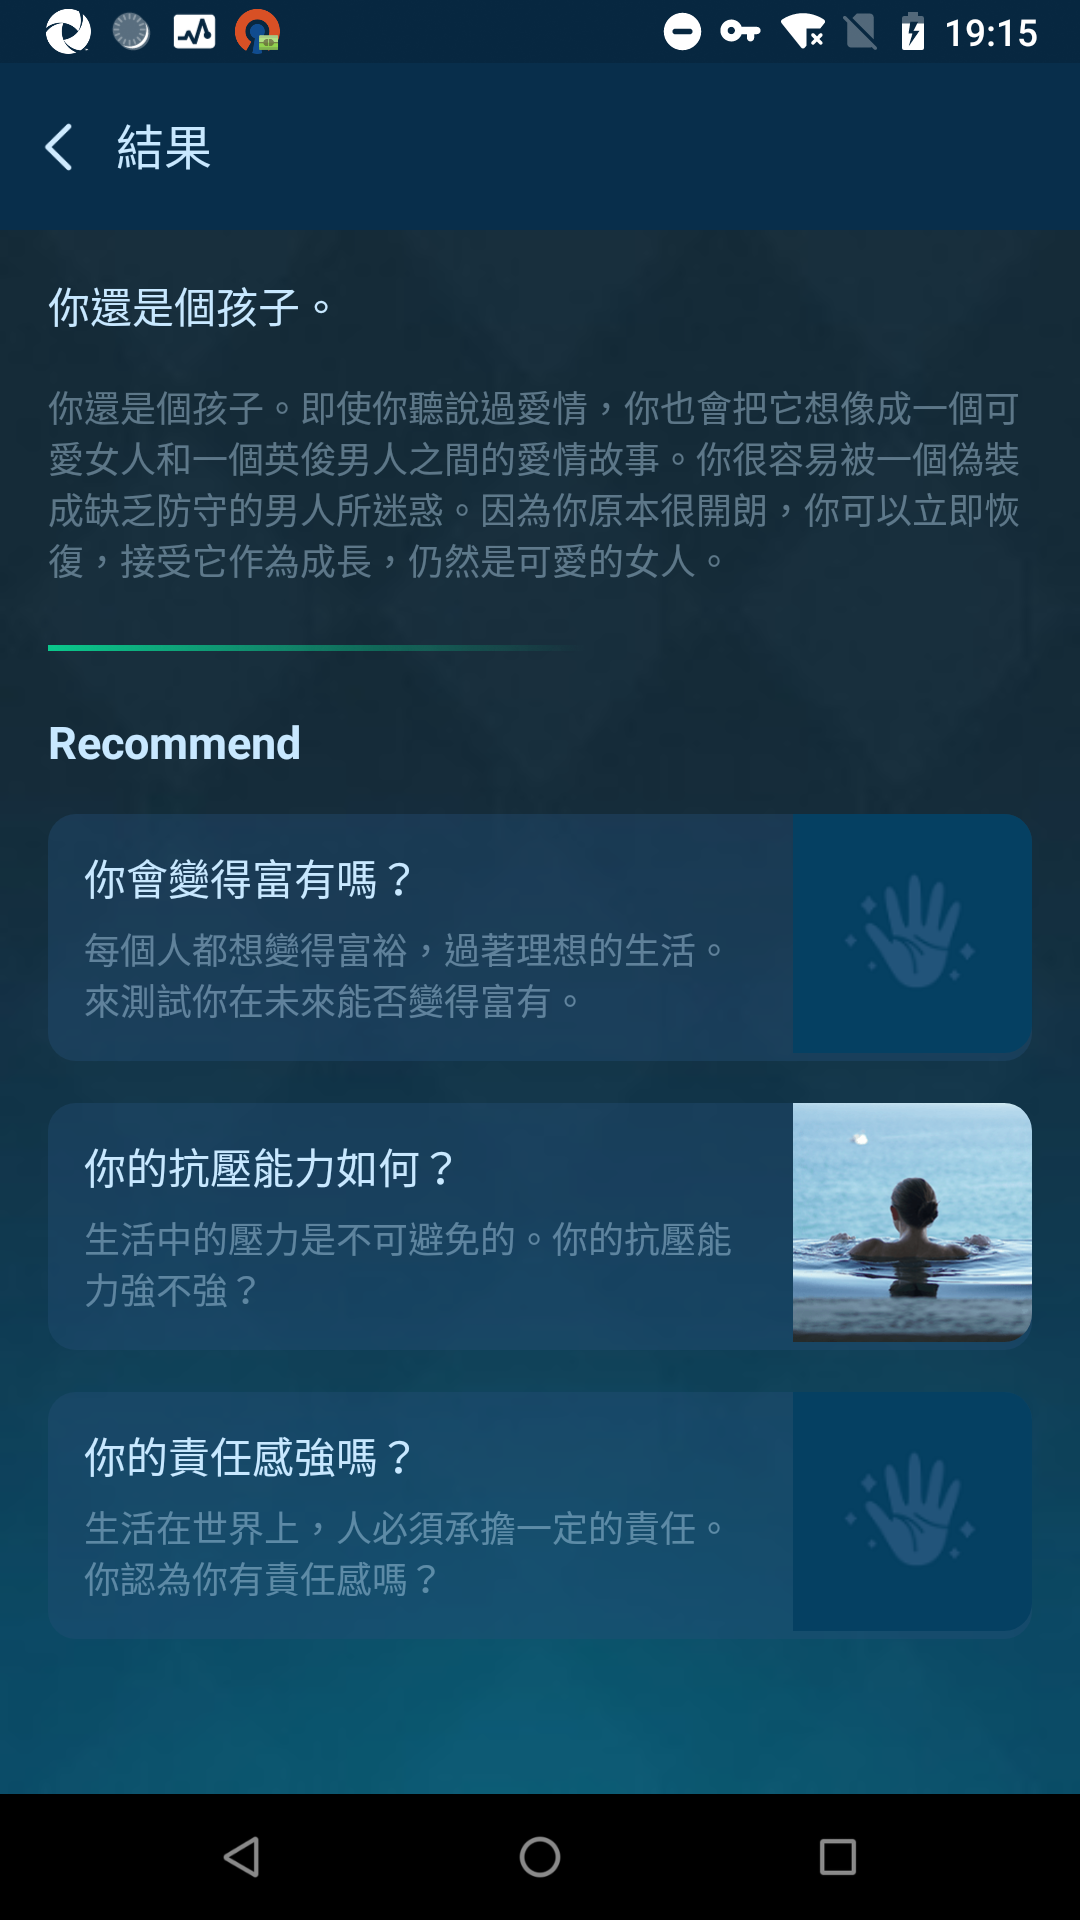 19:15
結果
你還是個孩子。
你還是個孩子。即使你聽說過愛情，你也會把它想像成一個可
愛女人和一個英俊男人之間的愛情故事。你很容易被一個偽裝
成缺乏防守的男人所迷惑。因為你原本很開朗，你可以立即恢
復，接受它作為成長，仍然是可愛的女人。
Recommend
你會變得富有嗎？
每個人都想變得富裕，過著理想的生活。
來測試你在未來能否變得富有。
你的抗壓能力如何？
生活中的壓力是不可避免的。你的抗壓能
力強不強？
你的責任感強嗎？
生活在世界上，人必須承擔一定的責任。
你認為你有責任感嗎？